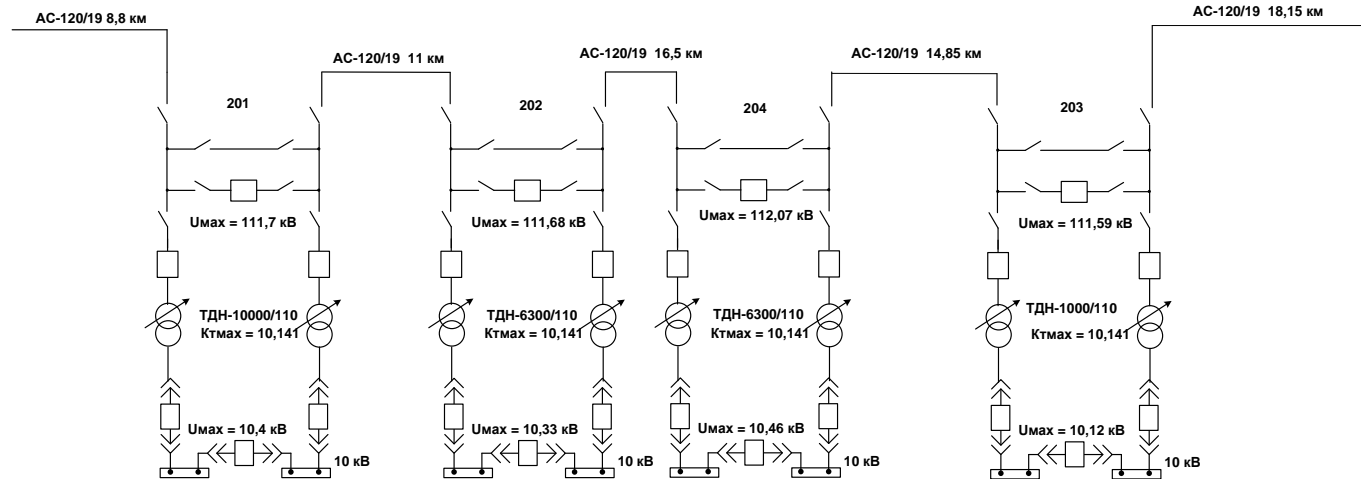 АС-120/19 8,8 км
АС-120/19 11 км
АС-120/19 16,5 км
АС-120/19 14,85 км
АС-120/19 18,15 км
201
202
204
203
Uмах = 111,7 кВ
Uмах = 111,68 кВ
Uмах = 112,07 кВ
Uмах = 111,59 кВ
ТДН-10000/110
Ктмах = 10,141
ТДН-6300/110
Ктмах = 10,141
ТДН-6300/110
Ктмах = 10,141
ТДН-1000/110
Ктмах = 10,141
Uмах = 10,4 кВ
10 кВ
Uмах = 10,33 кВ
10 кВ
Uмах = 10,46 кВ
10 кВ
Uмах = 10,12 кВ
10 кВ